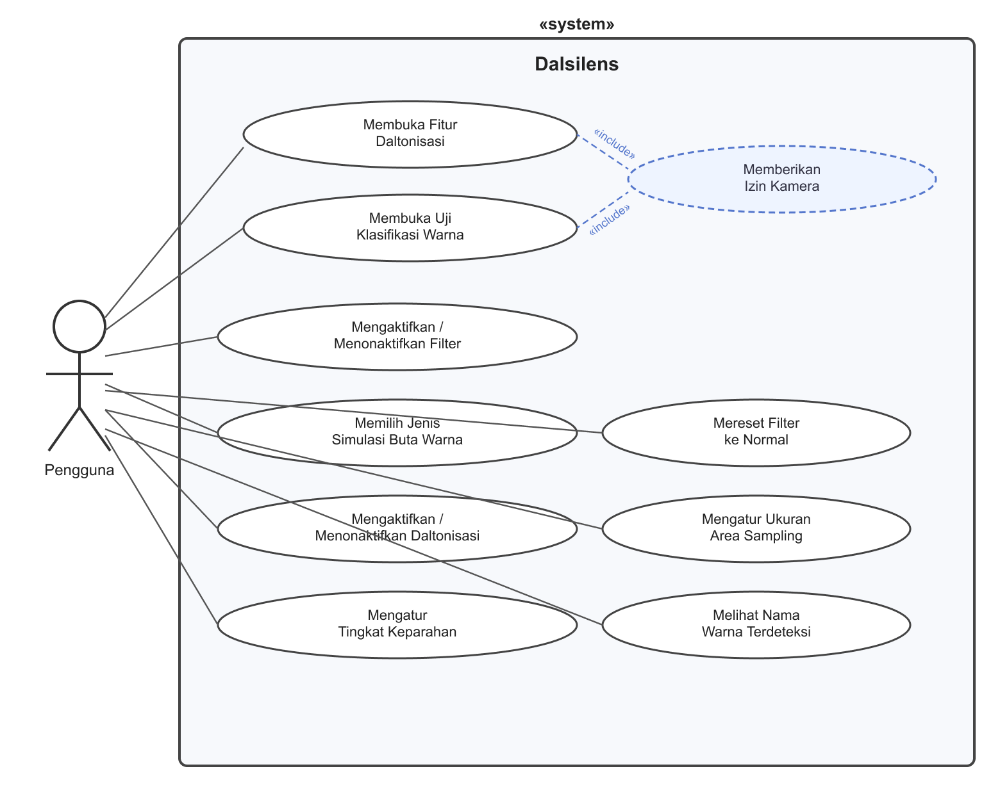 «system»
Dalsilens
Membuka Fitur
Daltonisasi
«include»
Memberikan
Izin Kamera
Membuka Uji
Klasifikasi Warna
«include»
Mengaktifkan /
Menonaktifkan Filter
Memilih Jenis
Simulasi Buta Warna
Mereset Filter
ke Normal
Pengguna
Mengaktifkan /
Menonaktifkan Daltonisasi
Mengatur Ukuran
Area Sampling
Mengatur
Tingkat Keparahan
Melihat Nama
Warna Terdeteksi